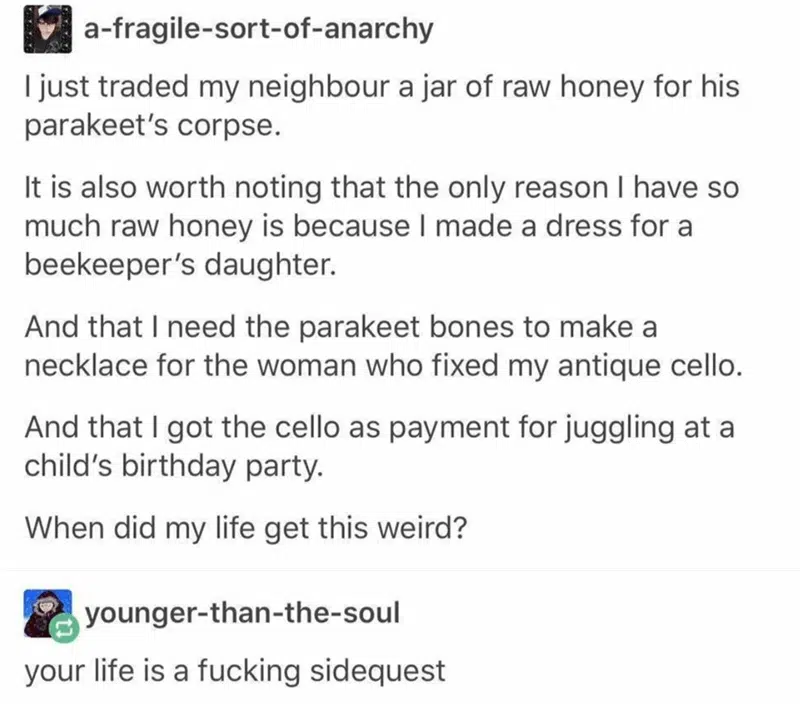 a-fragile-sort-of-anarchy
I just traded my neighbour a jar of raw honey for his
parakeet's corpse.
It is also worth noting that the only reason I have so
much raw honey is because I made a dress for a
beekeeper's daughter.
And that I need the parakeet bones to make a
necklace for the woman who fixed my antique cello.
And that I got the cello as payment for juggling at a
child's birthday party.
When did my life get this weird?
younger-than-the-soul
your life is a fucking sidequest